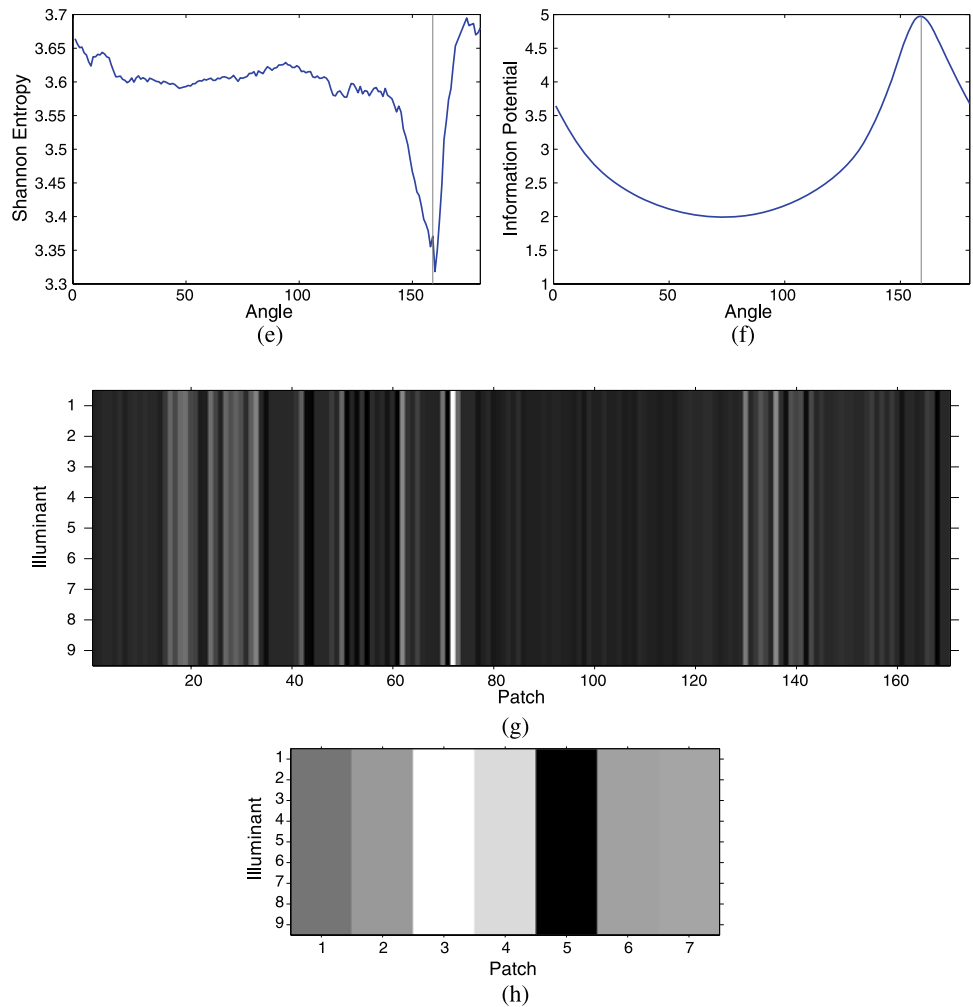 3.7
3.65
3.6
3.55
3.5
3.45
3.4
3.35
3.3
Shannon Entropy
0 50 100 150
Angle
(e)
5
4.5
4
3.5
3
2.5
2
1.5
1
Information Potential
0 50 100 150
Angle
(f)
1
2
3
4
5
6
7
8
9
Illuminant
20 40 60 80 100 120 140 160
Patch
(g)
1
2
3
4
5
6
7
8
9
Illuminant
1 2 3 4 5 6 7
Patch
(h)